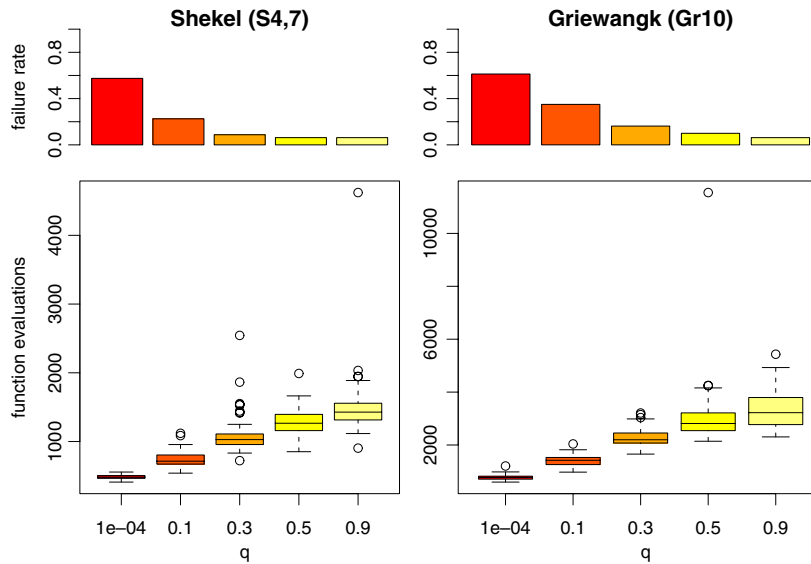 Shekel (S4,7)
Griewangk (Gr10)
failure rate
0.0 0.4 0.8
0.0 0.4 0.8
function evaluations
1000 2000 3000 4000
2000 6000 10000
1e−04 0.1 0.3 0.5 0.9
q
1e−04 0.1 0.3 0.5 0.9
q